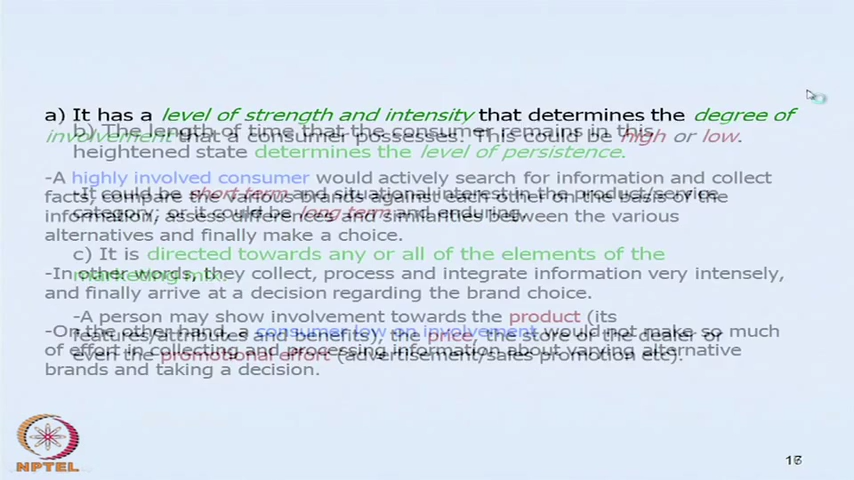 a) It has a level of strength and intensity that determines the degree of
b) The length of time that the consumer remains in this
involvement that a consumer possesses. This could be high or low.
heightened state determines the level of persistence.
-A highly involved consumer would actively search for information and collect
-It could be short term and situational interest in the product/service
facts, compare the various brands against each other on the basis of the
category; or it could be long term and enduring.
information, assess differences and similarities between the various
alternatives and finally make a choice.
c) It is directed towards any or all of the elements of the
-In other words, they collect, process and integrate information very intensely,
marketing mix.
and finally arrive at a decision regarding the brand choice.
-A person may show involvement towards the product (its
-On the other hand, a consumer low on involvement would not make so much
features/attributes and benefits), the price, the store or the dealer or
of effort in collecting and processing information about varying alternative
even the promotional effort (advertisement/sales promotion etc).
brands and taking a decision.
NPTEL